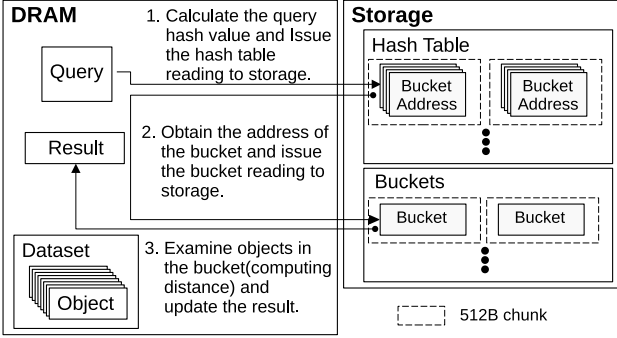 DRAM
1. Calculate the query
hash value and Issue
the hash table
reading to storage.
Query
2. Obtain the address of
the bucket and issue
the bucket reading to
storage.
Result
3. Examine objects in
the bucket(computing
distance) and
update the result.
Dataset
Object
Storage
Hash Table
Bucket
Address
Bucket
Address
Buckets
Bucket
Bucket
512B chunk